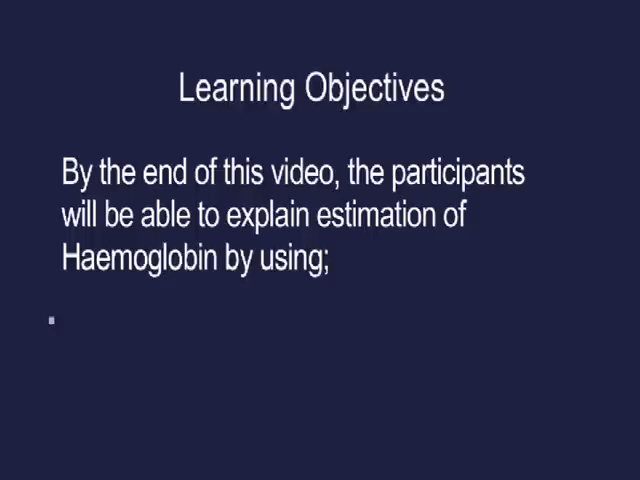 Learning Objectives
By the end of this video, the participants
will be able to explain estimation of
Haemoglobin by using;